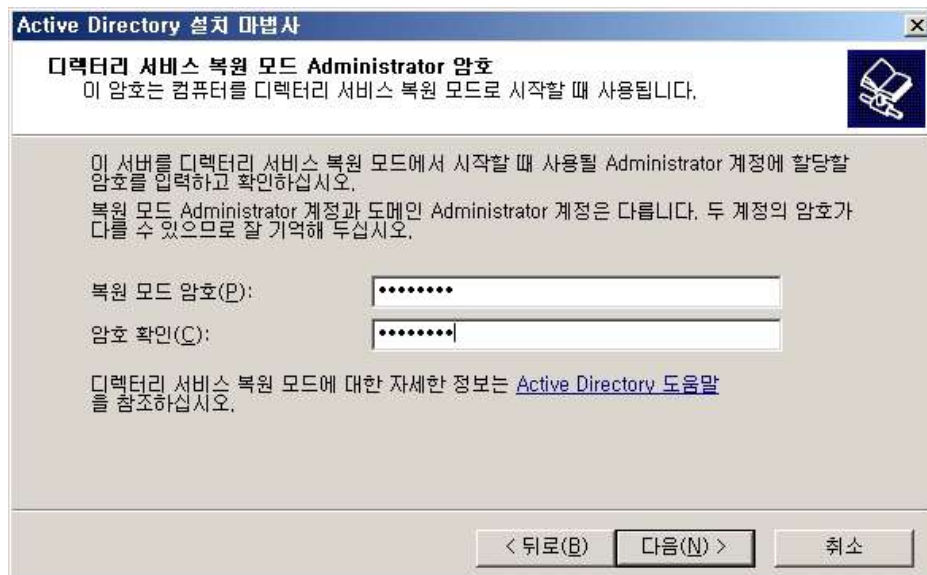 Active Directory 설치 마법사
디렉터리 서비스 복원 모드 Administrator 암호
이 암호는 컴퓨터를 디렉터리 서비스 복원 모드로 시작할 때 사용됩니다.
이 서버를 디렉터리 서비스 복원 모드에서 시작할 때 사용될 Administrator 계정에 할당할
암호를 입력하고 확인하십시오.
복원 모드 Administrator 계정과 도메인 Administrator 계정은 다릅니다. 두 계정의 암호가
다를 수 있으므로 잘 기억해 두십시오.
복원 모드 암호(P): ••••••••
암호 확인(C): ••••••••
디렉터리 서비스 복원 모드에 대한 자세한 정보는 Active Directory 도움말
을 참조하십시오.
< 뒤로(B) 다음(N) > 취소